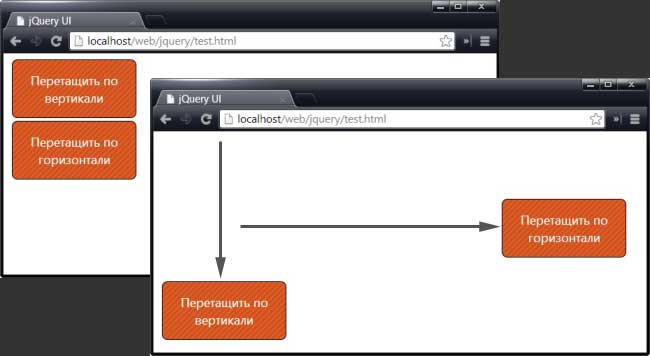 jQuery UI
localhost/web/jquery/test.html
Перетащить по
вертикали
Перетащить по
горизонтали
jQuery UI
localhost/web/jquery/test.html
Перетащить по
горизонтали
Перетащить по
вертикали